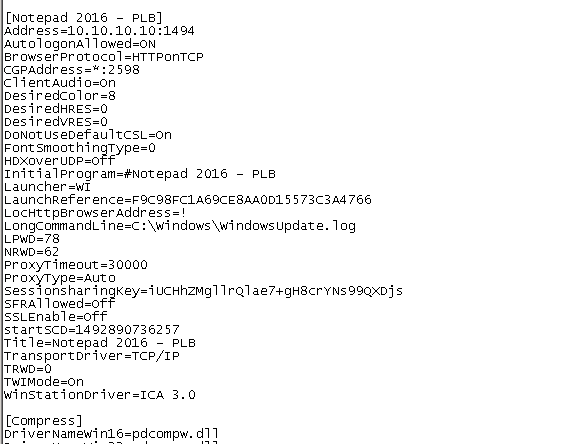 [Notepad 2016 - PLB]
Address=10.10.10.10:1494
AutologonAllowed=ON
BrowserProtocol=HTTPonTCP
CGPAddress=*:2598
ClientAudio=On
DesiredColor=8
DesiredHRES=0
DesiredVRES=0
DoNotUseDefaultCSL=On
FontSmoothingType=0
HDXoverUDP=Off
InitialProgram=#Notepad 2016 - PLB
Launcher=WI
LaunchReference=F9C98FC1A69CE8AA0D15573C3A4766
LocHttpBrowserAddress=!
LongCommandLine=C:\Windows\WindowsUpdate.log
LPWD=78
NRWD=62
ProxyTimeout=30000
ProxyType=Auto
SessionsharingKey=iUCHhZMgllrQlae7+gH8crYNs99QXDjs
SFRAllowed=Off
SSLEnable=Off
startSCD=1492890736257
Title=Notepad 2016 - PLB
TransportDriver=TCP/IP
TRWD=0
TWIMode=On
WinStationDriver=ICA 3.0
[Compress]
DriverNameWin16=pdcompw.dll